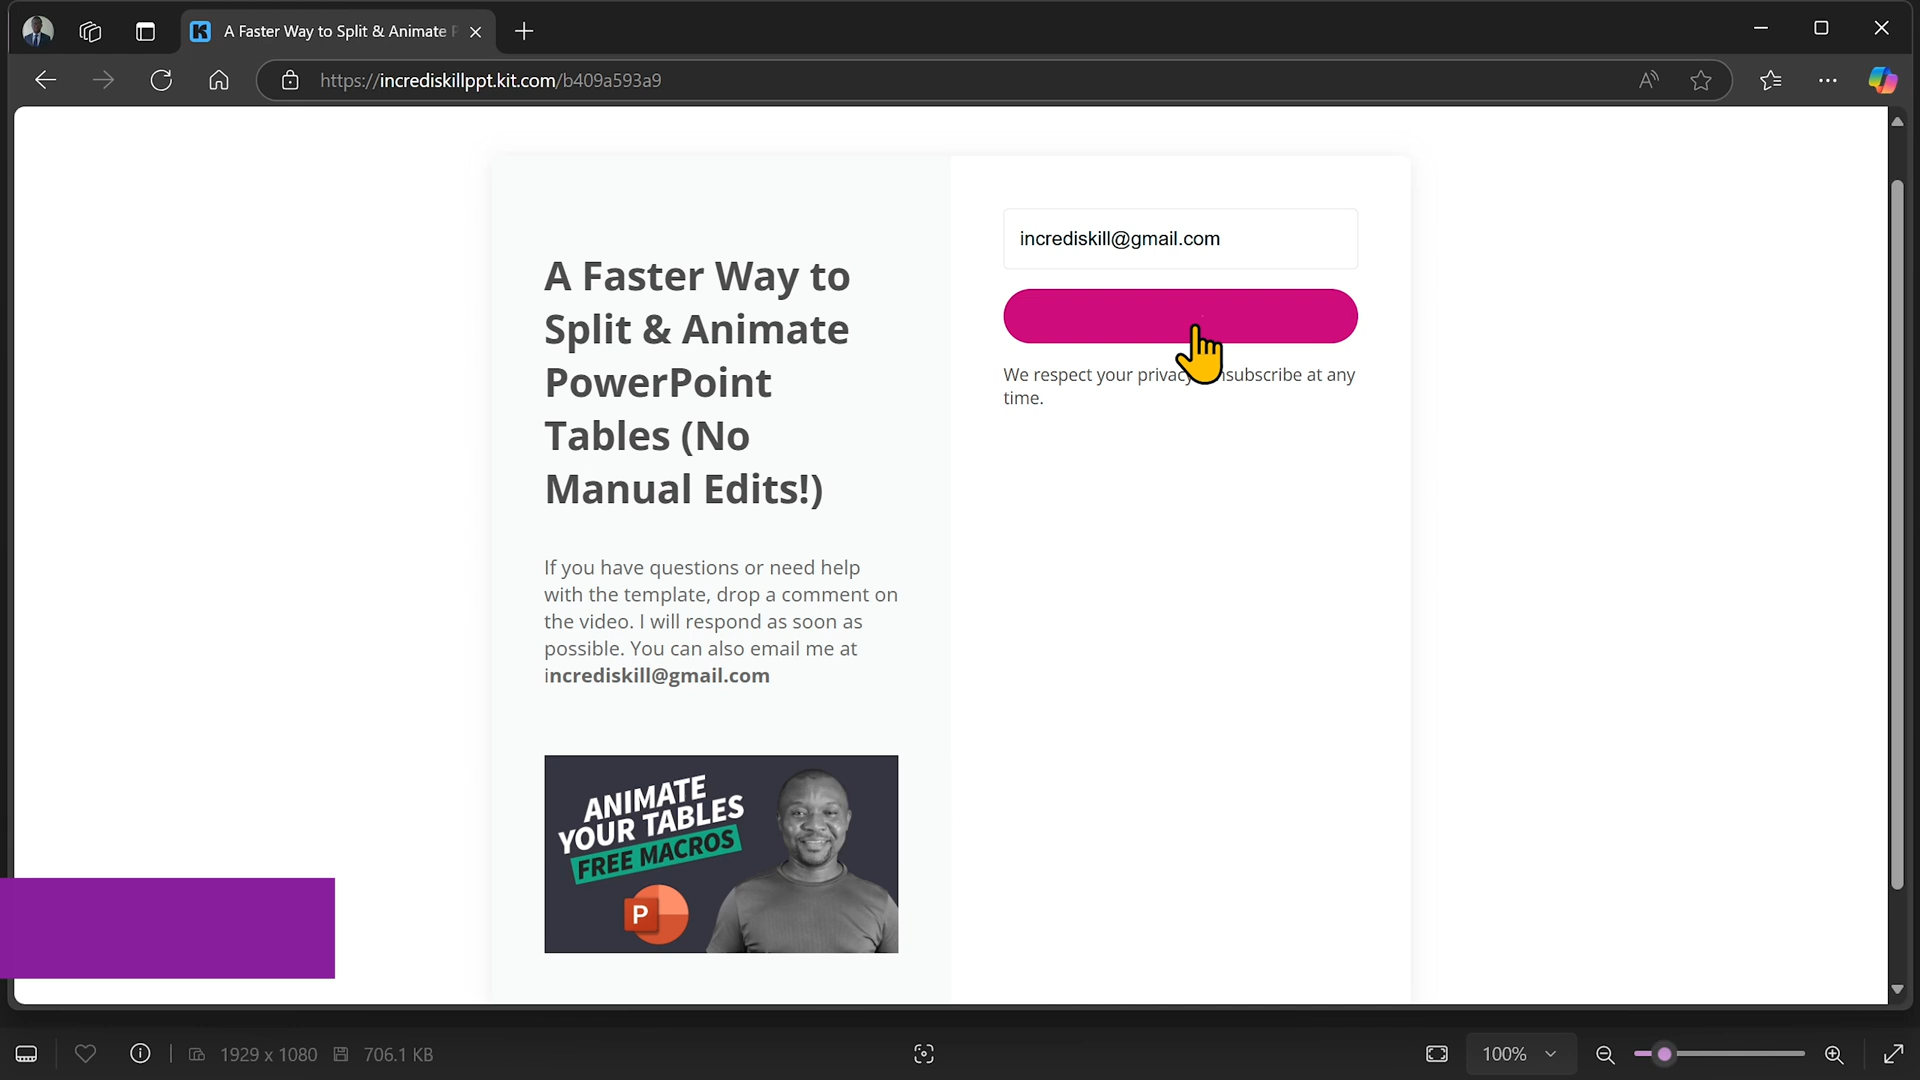 A Faster Way to Split & Animate
https://incrediskillppt.kit.com/b409a593a9
incrediskill@gmail.com
We respect your privacy nsubscribe at any
time.
A Faster Way to
Split & Animate
PowerPoint
Tables (No
Manual Edits!)
If you have questions or need help
with the template, drop a comment on
the video. I will respond as soon as
possible. You can also email me at
incrediskill@gmail.com
ANIMATE
YOUR TABLES
FREE MACROS
P
1929 x 1080
706.1 KB
100%